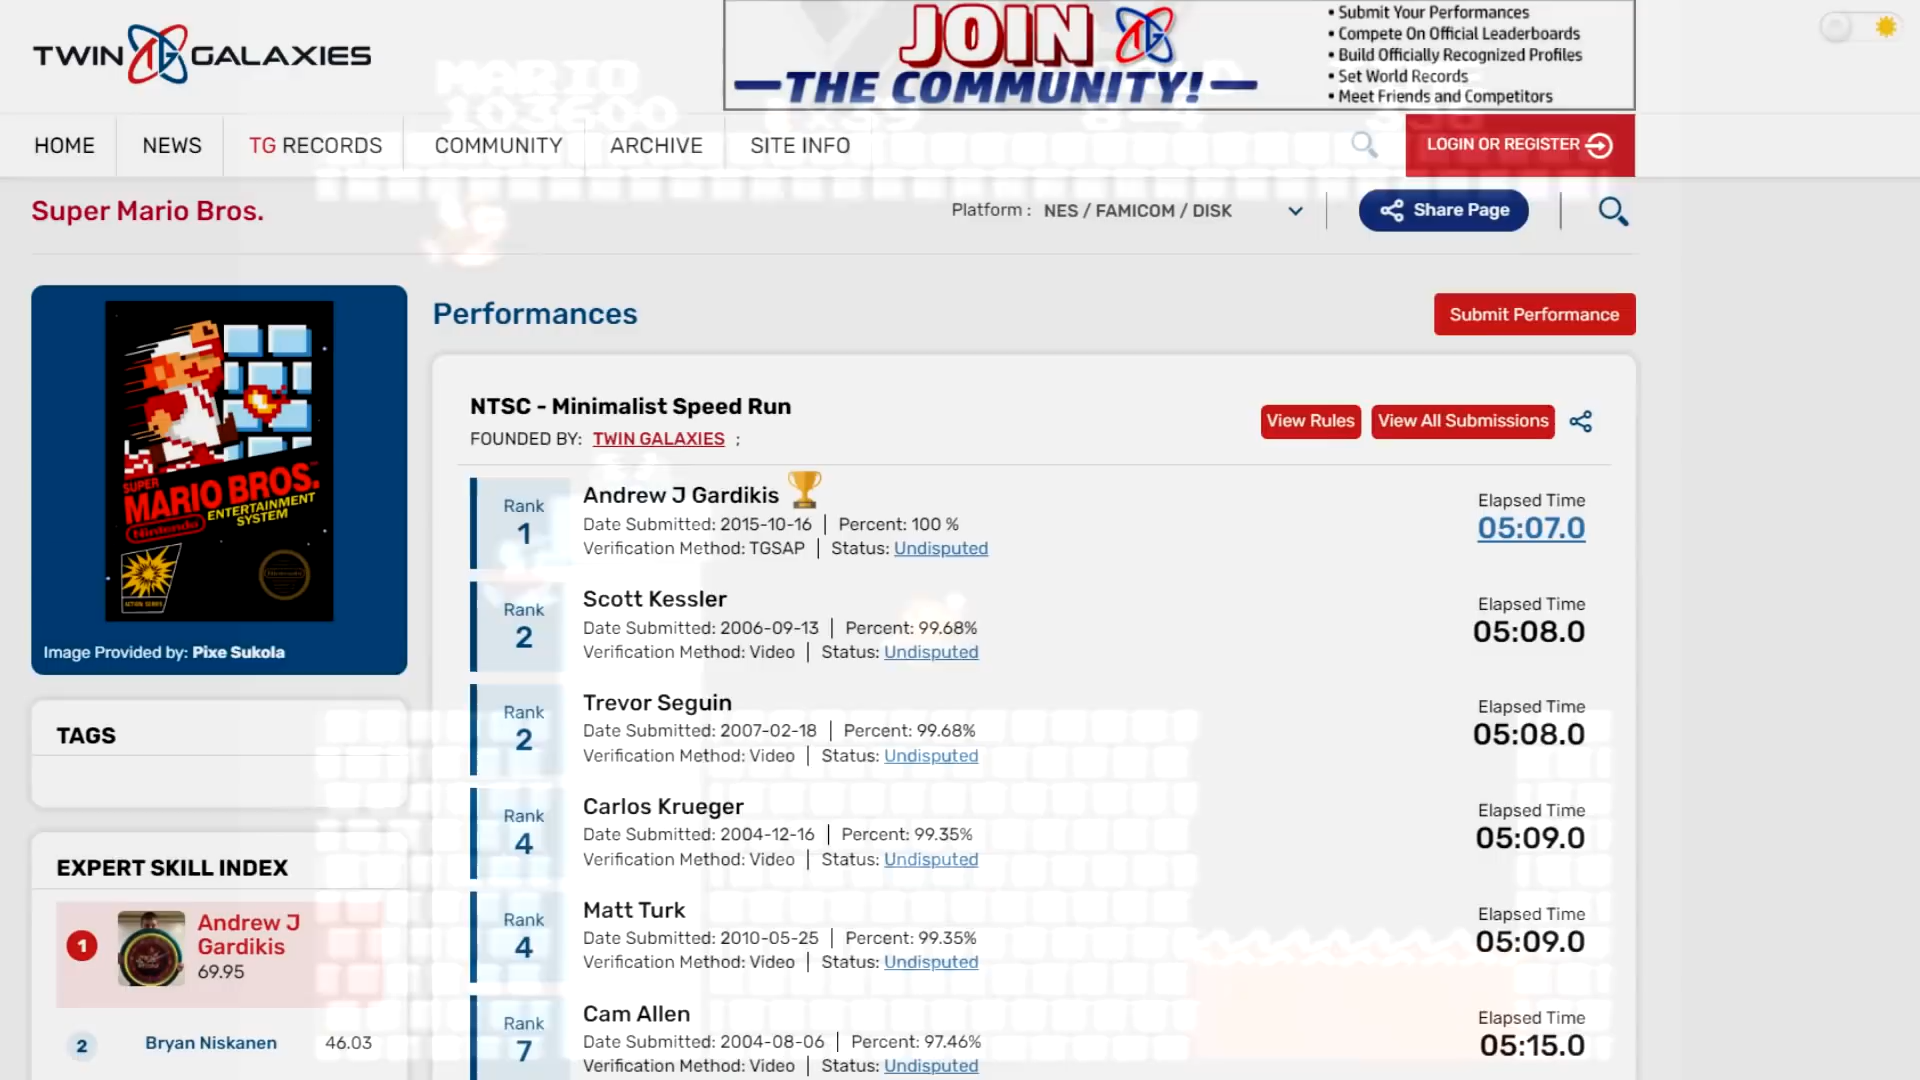 TWIN GALAXIES
JOIN
THE COMMUNITY!
• Submit Your Performances
• Compete On Official Leaderboards
• Build Officially Recognized Profiles
• Set World Records
• Meet Friends and Competitors
MARIO
103600
8-4
HOME
NEWS
TG RECORDS
COMMUNITY
ARCHIVE
SITE INFO
LOGIN OR REGISTER
Super Mario Bros.
Platform : NES / FAMICOM / DISK
Share Page
SUPER
MARIO BROS.
Nintendo
ENTERTAINMENT
SYSTEM
ACTION SERIES
Image Provided by: Pixe Sukola
TAGS
EXPERT SKILL INDEX
1
Andrew J
Gardikis
69.95
2
Bryan Niskanen
46.03
Performances
Submit Performance
NTSC - Minimalist Speed Run
FOUNDED BY: TWIN GALAXIES ;
View Rules
View All Submissions
Rank
1
Andrew J Gardikis
Date Submitted: 2015-10-16 | Percent: 100 %
Verification Method: TGSAP | Status: Undisputed
Elapsed Time
05:07.0
Rank
2
Scott Kessler
Date Submitted: 2006-09-13 | Percent: 99.68%
Verification Method: Video | Status: Undisputed
Elapsed Time
05:08.0
Rank
2
Trevor Seguin
Date Submitted: 2007-02-18 | Percent: 99.68%
Verification Method: Video | Status: Undisputed
Elapsed Time
05:08.0
Rank
4
Carlos Krueger
Date Submitted: 2004-12-16 | Percent: 99.35%
Verification Method: Video | Status: Undisputed
Elapsed Time
05:09.0
Rank
4
Matt Turk
Date Submitted: 2010-05-25 | Percent: 99.35%
Verification Method: Video | Status: Undisputed
Elapsed Time
05:09.0
Rank
7
Cam Allen
Date Submitted: 2004-08-06 | Percent: 97.46%
Verification Method: Video | Status: Undisputed
Elapsed Time
05:15.0